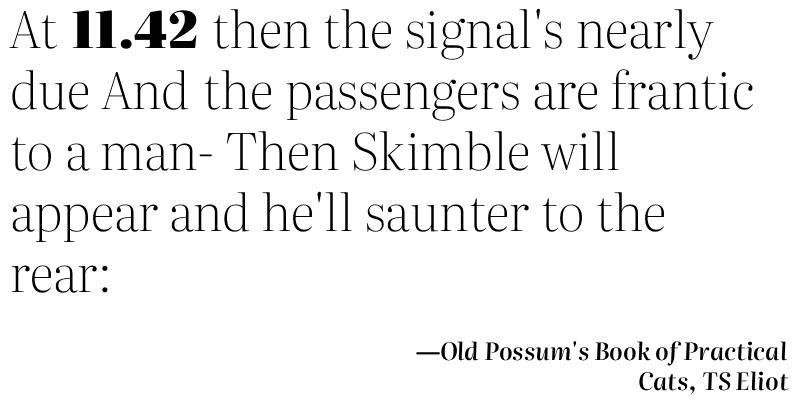 At 11.42 then the signal's nearly
due And the passengers are frantic
to a man- Then Skimble will
appear and he'll saunter to the
rear:
—Old Possum's Book of Practical
Cats, TS Eliot